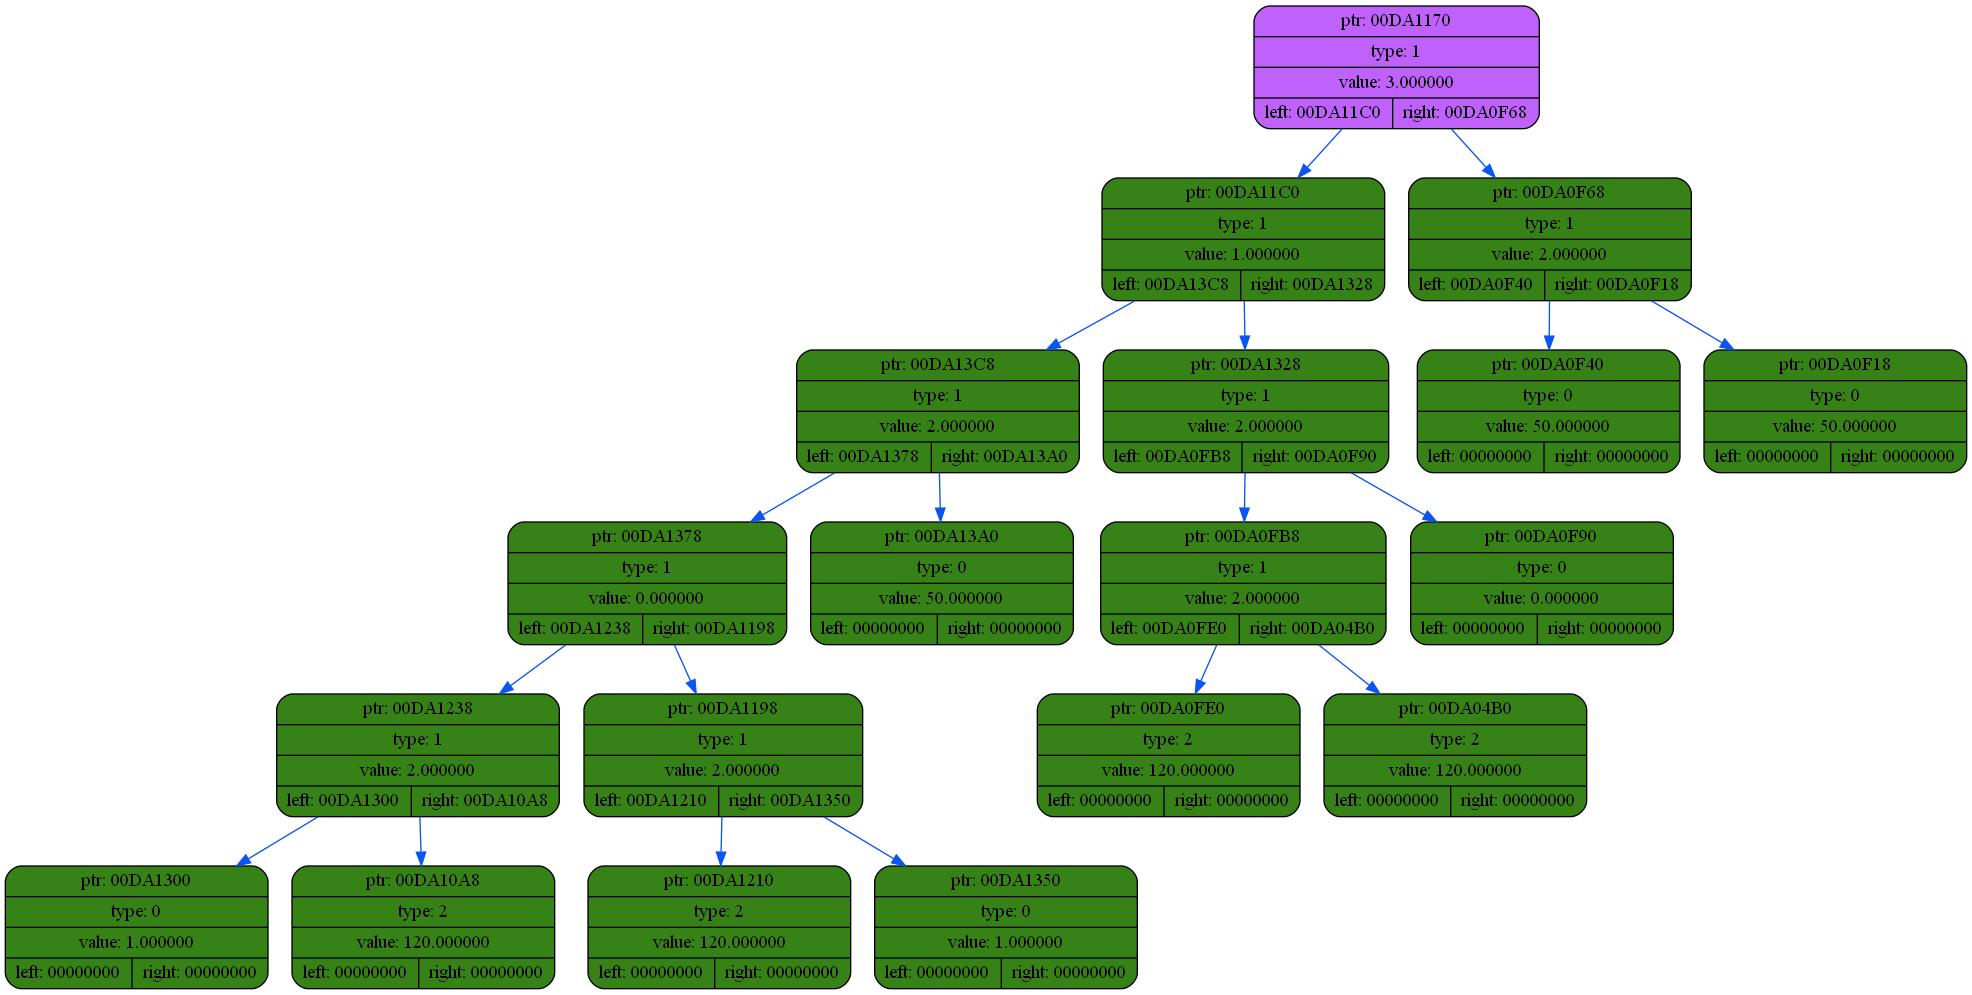 ptr: 00DA1170
type: 1
value: 3.000000
left: 00DA11C0 right: 00DA0F68
ptr: 00DA11C0
type: 1
value: 1.000000
left: 00DA13C8 right: 00DA1328
ptr: 00DA0F68
type: 1
value: 2.000000
left: 00DA0F40 right: 00DA0F18
ptr: 00DA13C8
type: 1
value: 2.000000
left: 00DA1378 right: 00DA13A0
ptr: 00DA1328
type: 1
value: 2.000000
left: 00DA0FB8 right: 00DA0F90
ptr: 00DA0F40
type: 0
value: 50.000000
left: 00000000 right: 00000000
ptr: 00DA0F18
type: 0
value: 50.000000
left: 00000000 right: 00000000
ptr: 00DA1378
type: 1
value: 0.000000
left: 00DA1238 right: 00DA1198
ptr: 00DA13A0
type: 0
value: 50.000000
left: 00000000 right: 00000000
ptr: 00DA0FB8
type: 1
value: 2.000000
left: 00DA0FE0 right: 00DA04B0
ptr: 00DA0F90
type: 0
value: 0.000000
left: 00000000 right: 00000000
ptr: 00DA1238
type: 1
value: 2.000000
left: 00DA1300 right: 00DA10A8
ptr: 00DA1198
type: 1
value: 2.000000
left: 00DA1210 right: 00DA1350
ptr: 00DA0FE0
type: 2
value: 120.000000
left: 00000000 right: 00000000
ptr: 00DA04B0
type: 2
value: 120.000000
left: 00000000 right: 00000000
ptr: 00DA1300
type: 0
value: 1.000000
left: 00000000 right: 00000000
ptr: 00DA10A8
type: 2
value: 120.000000
left: 00000000 right: 00000000
ptr: 00DA1210
type: 2
value: 120.000000
left: 00000000 right: 00000000
ptr: 00DA1350
type: 0
value: 1.000000
left: 00000000 right: 00000000